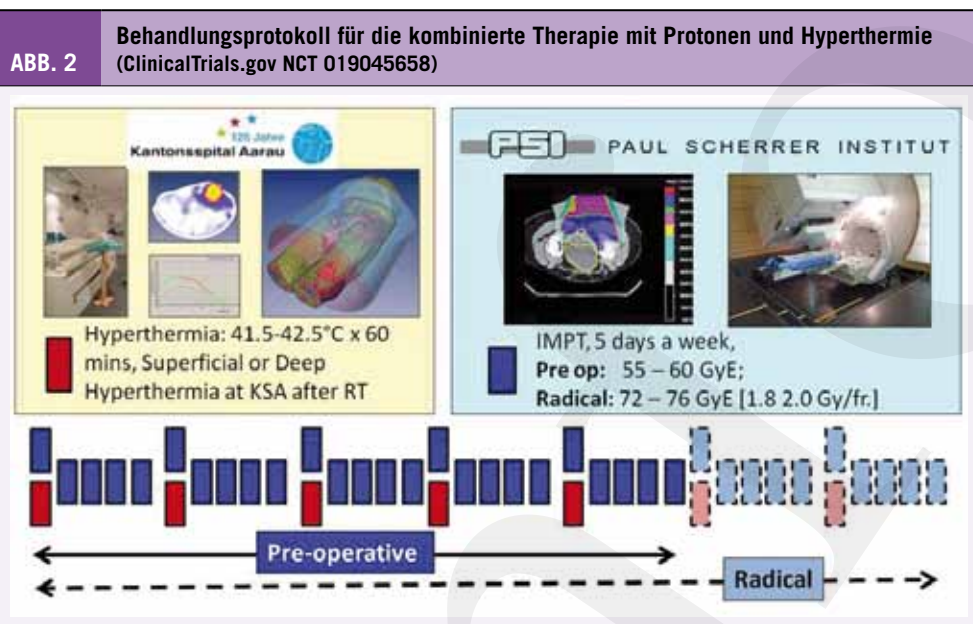 ABB. 2
Behandlungsprotokoll für die kombinierte Therapie mit Protonen und Hyperthermie
(ClinicalTrials.gov NCT 019045658)
125 Jahre
Kantonsspital Aarau
Hyperthermia: 41.5-42.5°C x 60
mins, Superficial or Deep
Hyperthermia at KSA after RT
PSI
PAUL SCHERRER INSTITUT
IMPT, 5 days a week,
Pre op: 55 – 60 GyE;
Radical: 72 – 76 GyE [1.8 2.0 Gy/fr.]
Pre-operative
Radical